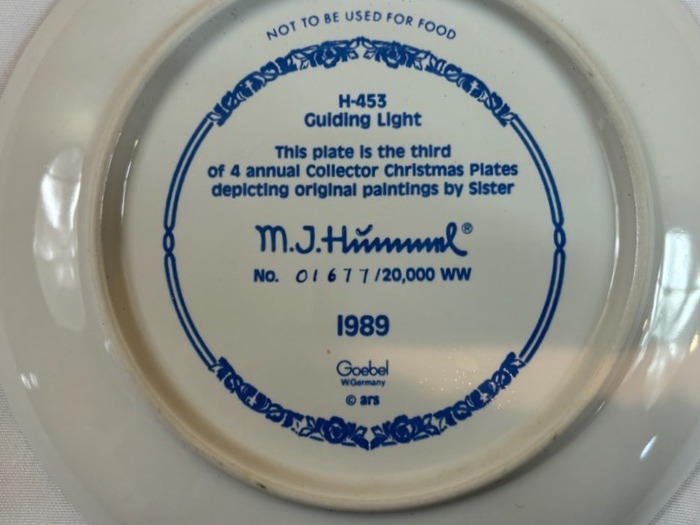 NOT TO BE USED FOR FOOD
H-453
Guiding Light
This plate is the third
of 4 annual Collector Christmas Plates
depicting original paintings by Sister
M.J.Hummel®
No. 01677/20,000 WW
1989
Goebel
W.Germany
© ars